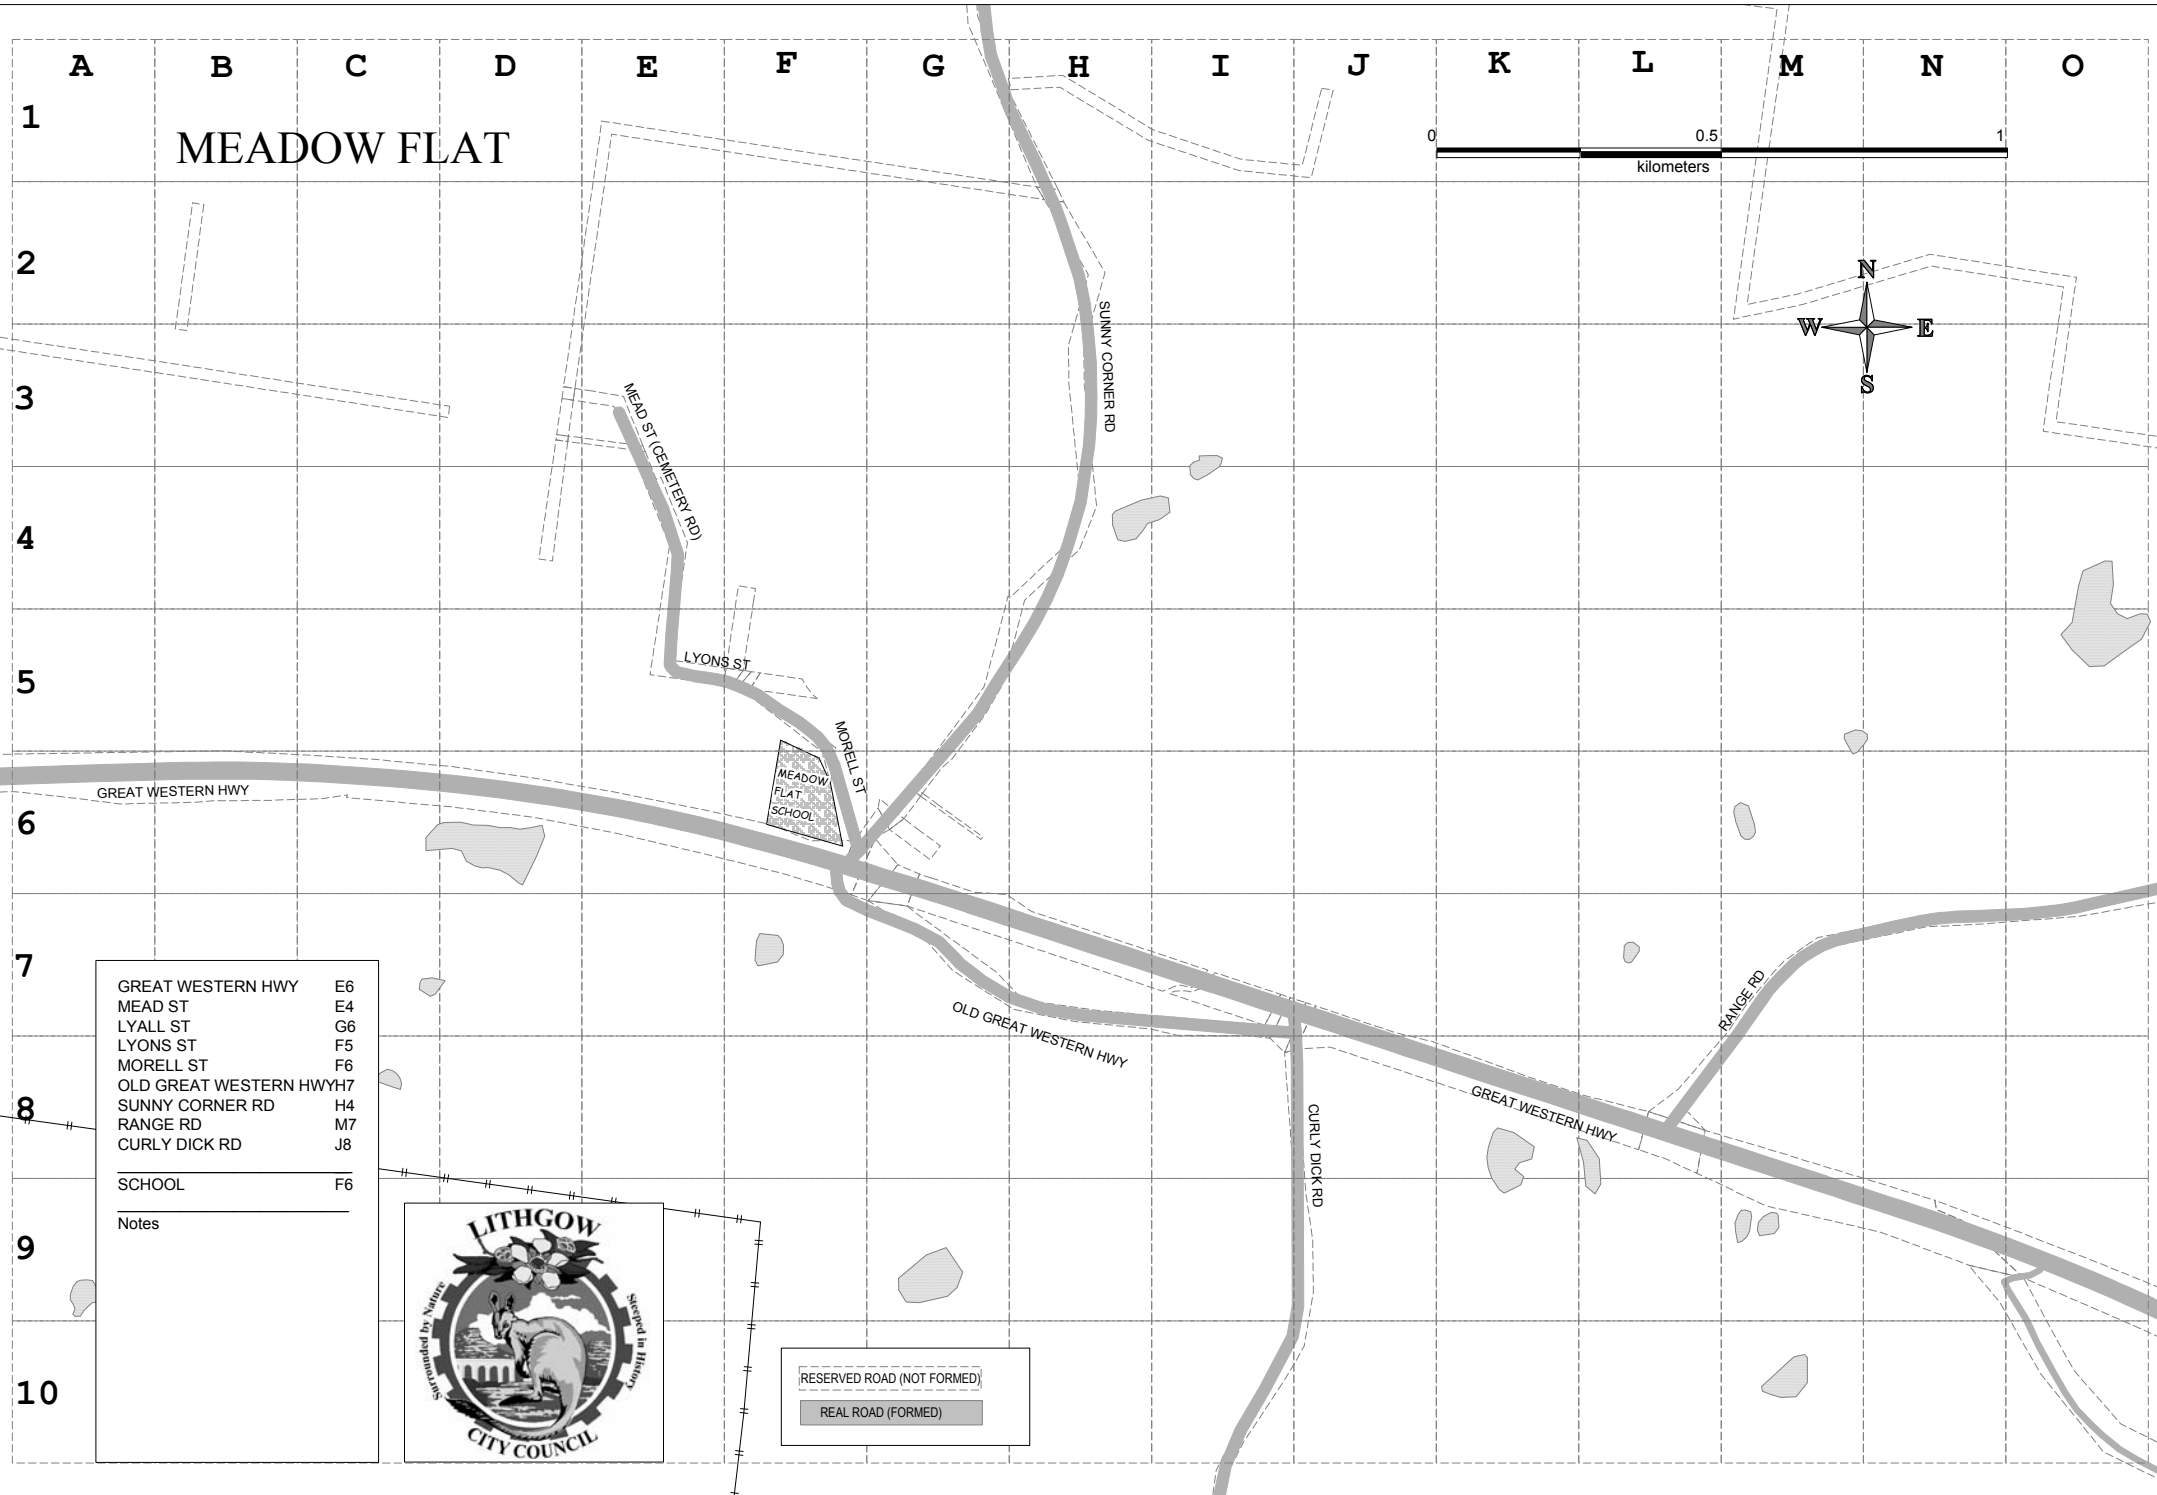 A B C D E F G H I J K L M N O
1
2
3
4
5
6
7
8
9
10
MEADOW FLAT
0 0.5 1
kilometers
N
W E
S
SUNNY CORNER RD
MEAD ST (CEMETERY RD)
LYONS ST
MORELL ST
MEADOW
FLAT
SCHOOL
GREAT WESTERN HWY
OLD GREAT WESTERN HWY
RANGE RD
GREAT WESTERN HWY
CURLY DICK RD
GREAT WESTERN HWY E6
MEAD ST E4
LYALL ST G6
LYONS ST F5
MORELL ST F6
OLD GREAT WESTERN HWYH7
SUNNY CORNER RD H4
RANGE RD M7
CURLY DICK RD J8
SCHOOL F6
Notes
LITHGOW
Surrounded by Nature
Steeped in History
CITY COUNCIL
RESERVED ROAD (NOT FORMED)
REAL ROAD (FORMED)